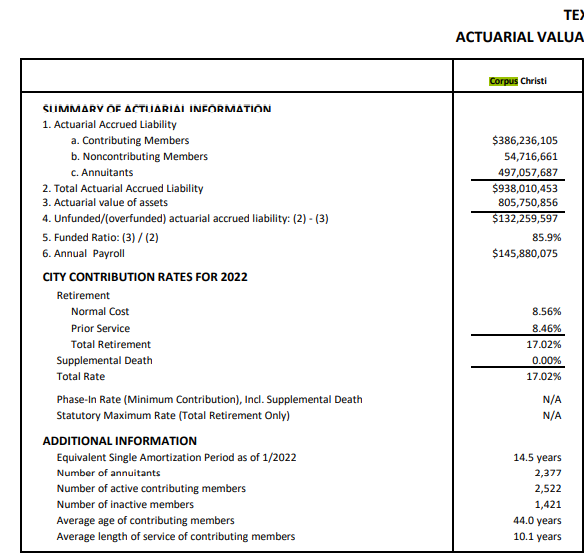 TEX
ACTUARIAL VALUA
Corpus Christi
SUMMARY OF ACTUARIAL INFORMATION
1. Actuarial Accrued Liability
a. Contributing Members $386,236,105
b. Noncontributing Members 54,716,661
c. Annuitants 497,057,687
2. Total Actuarial Accrued Liability $938,010,453
3. Actuarial value of assets 805,750,856
4. Unfunded/(overfunded) actuarial accrued liability: (2) - (3) $132,259,597
5. Funded Ratio: (3) / (2) 85.9%
6. Annual Payroll $145,880,075
CITY CONTRIBUTION RATES FOR 2022
Retirement
Normal Cost 8.56%
Prior Service 8.46%
Total Retirement 17.02%
Supplemental Death 0.00%
Total Rate 17.02%
Phase-In Rate (Minimum Contribution), Incl. Supplemental Death N/A
Statutory Maximum Rate (Total Retirement Only) N/A
ADDITIONAL INFORMATION
Equivalent Single Amortization Period as of 1/2022 14.5 years
Number of annuitants 2,377
Number of active contributing members 2,522
Number of inactive members 1,421
Average age of contributing members 44.0 years
Average length of service of contributing members 10.1 years